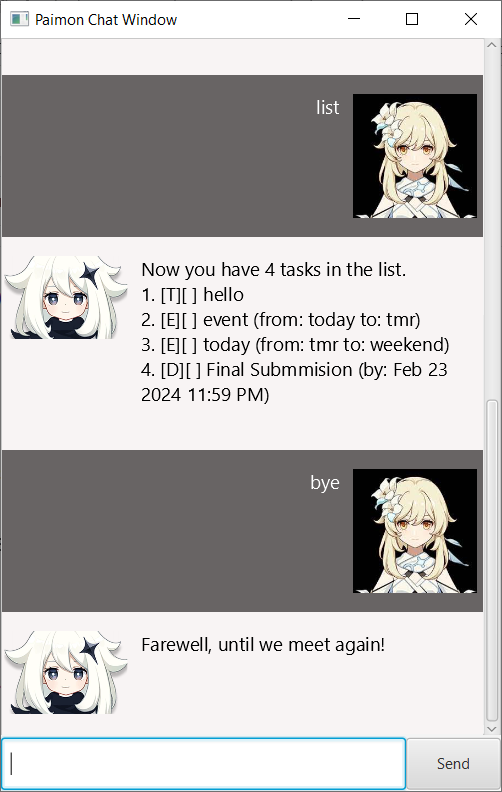 Paimon Chat Window
list
Now you have 4 tasks in the list.
1. [T][ ] hello
2. [E][ ] event (from: today to: tmr)
3. [E][ ] today (from: tmr to: weekend)
4. [D][ ] Final Submmision (by: Feb 23
2024 11:59 PM)
bye
Farewell, until we meet again!
Send